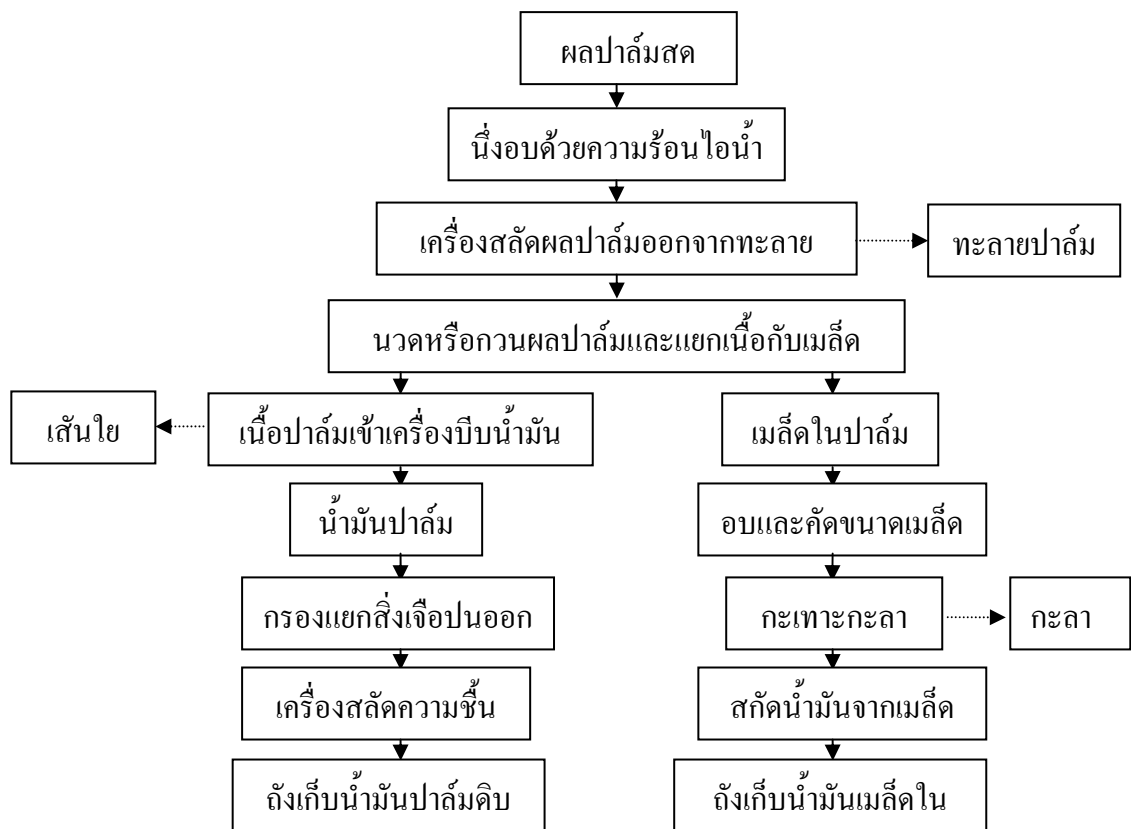 ผลปาล์มสด
นึ่งอบด้วยความร้อนไอน้ำ
เครื่องสลัดผลปาล์มออกจากทะลาย
ทะลายปาล์ม
นวดหรือกวนผลปาล์มและแยกเนื้อกับเมล็ด
เส้นใย
เนื้อปาล์มเข้าเครื่องบีบน้ำมัน
เมล็ดในปาล์ม
น้ำมันปาล์ม
อบและคัดขนาดเมล็ด
กรองแยกสิ่งเจือปนออก
กะเทาะกะลา
กะลา
เครื่องสลัดความชื้น
สกัดน้ำมันจากเมล็ด
ถังเก็บน้ำมันปาล์มดิบ
ถังเก็บน้ำมันเมล็ดใน